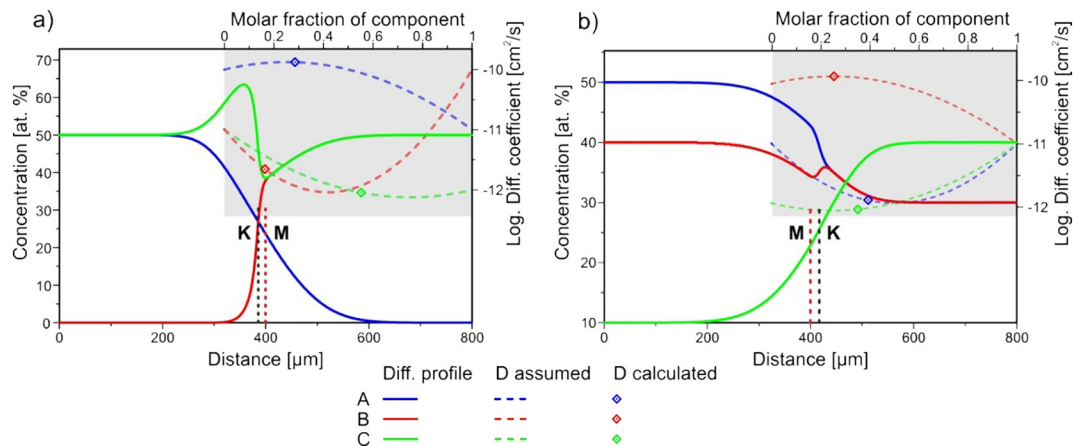 a)
Molar fraction of component
0 0.2 0.4 0.6 0.8 1
Concentration [at. %]
70
60
50
40
30
20
10
0
Log. Diff. coefficient [cm²/s]
-10
-11
-12
K M
0 200 400 600 800
Distance [µm]
b)
Molar fraction of component
0 0.2 0.4 0.6 0.8 1
Concentration [at. %]
50
40
30
20
10
Log. Diff. coefficient [cm²/s]
-10
-11
-12
M K
0 200 400 600 800
Distance [µm]
Diff. profile D assumed D calculated
A
B
C